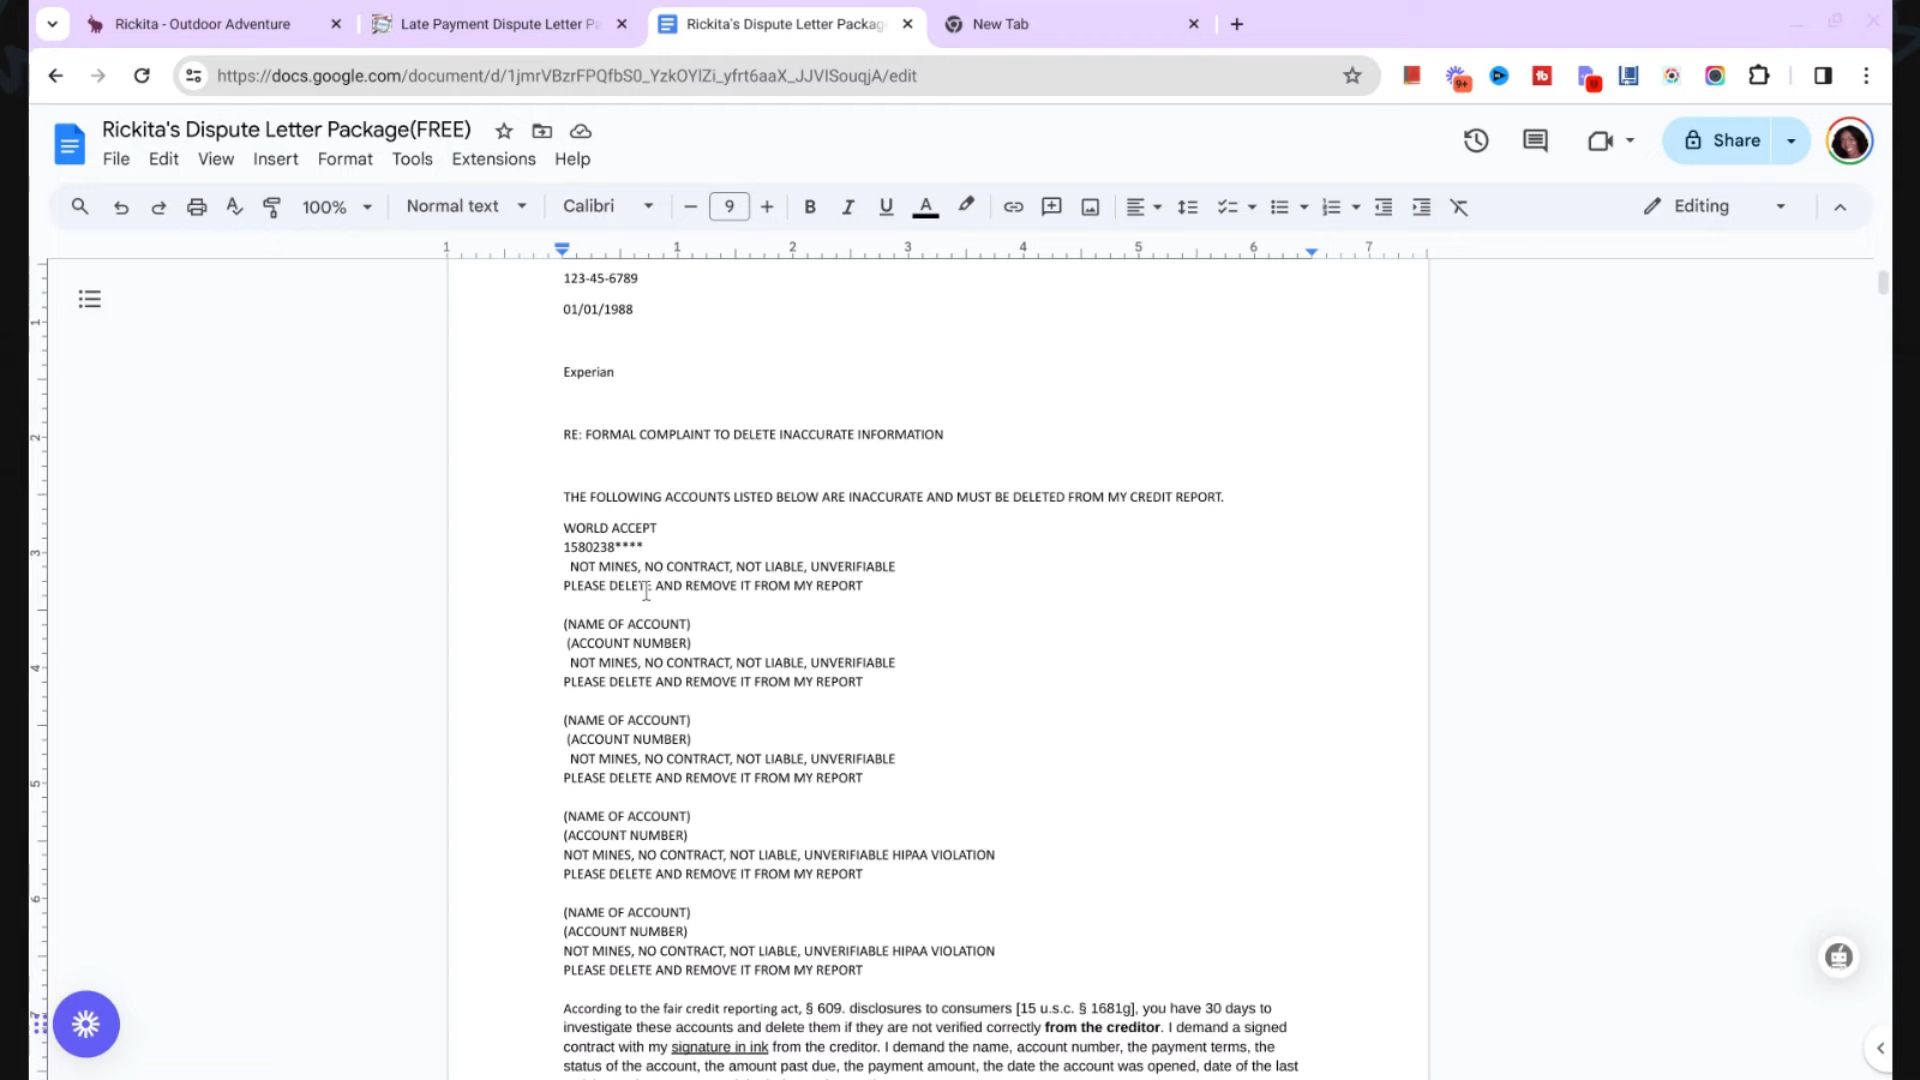 Rickita - Outdoor Adventure
Late Payment Dispute Letter Pa
Rickita's Dispute Letter Packag
New Tab
https://docs.google.com/document/d/1jmrVBzrFPQfbS0_YzkOYlZi_yfrt6aaX_JJVlSouqjA/edit
9+
Rickita's Dispute Letter Package(FREE)
File Edit View Insert Format Tools Extensions Help
Share
100% Normal text Calibri 9 B I U A Editing
1 1 2 3 4 5 6 7
123-45-6789
01/01/1988
Experian
RE: FORMAL COMPLAINT TO DELETE INACCURATE INFORMATION
THE FOLLOWING ACCOUNTS LISTED BELOW ARE INACCURATE AND MUST BE DELETED FROM MY CREDIT REPORT.
WORLD ACCEPT
1580238****
NOT MINES, NO CONTRACT, NOT LIABLE, UNVERIFIABLE
PLEASE DELETE AND REMOVE IT FROM MY REPORT
(NAME OF ACCOUNT)
(ACCOUNT NUMBER)
NOT MINES, NO CONTRACT, NOT LIABLE, UNVERIFIABLE
PLEASE DELETE AND REMOVE IT FROM MY REPORT
(NAME OF ACCOUNT)
(ACCOUNT NUMBER)
NOT MINES, NO CONTRACT, NOT LIABLE, UNVERIFIABLE
PLEASE DELETE AND REMOVE IT FROM MY REPORT
(NAME OF ACCOUNT)
(ACCOUNT NUMBER)
NOT MINES, NO CONTRACT, NOT LIABLE, UNVERIFIABLE HIPAA VIOLATION
PLEASE DELETE AND REMOVE IT FROM MY REPORT
(NAME OF ACCOUNT)
(ACCOUNT NUMBER)
NOT MINES, NO CONTRACT, NOT LIABLE, UNVERIFIABLE HIPAA VIOLATION
PLEASE DELETE AND REMOVE IT FROM MY REPORT
According to the fair credit reporting act, § 609. disclosures to consumers [15 u.s.c. § 1681g], you have 30 days to
investigate these accounts and delete them if they are not verified correctly from the creditor. I demand a signed
contract with my signature in ink from the creditor. I demand the name, account number, the payment terms, the
status of the account, the amount past due, the payment amount, the date the account was opened, date of the last